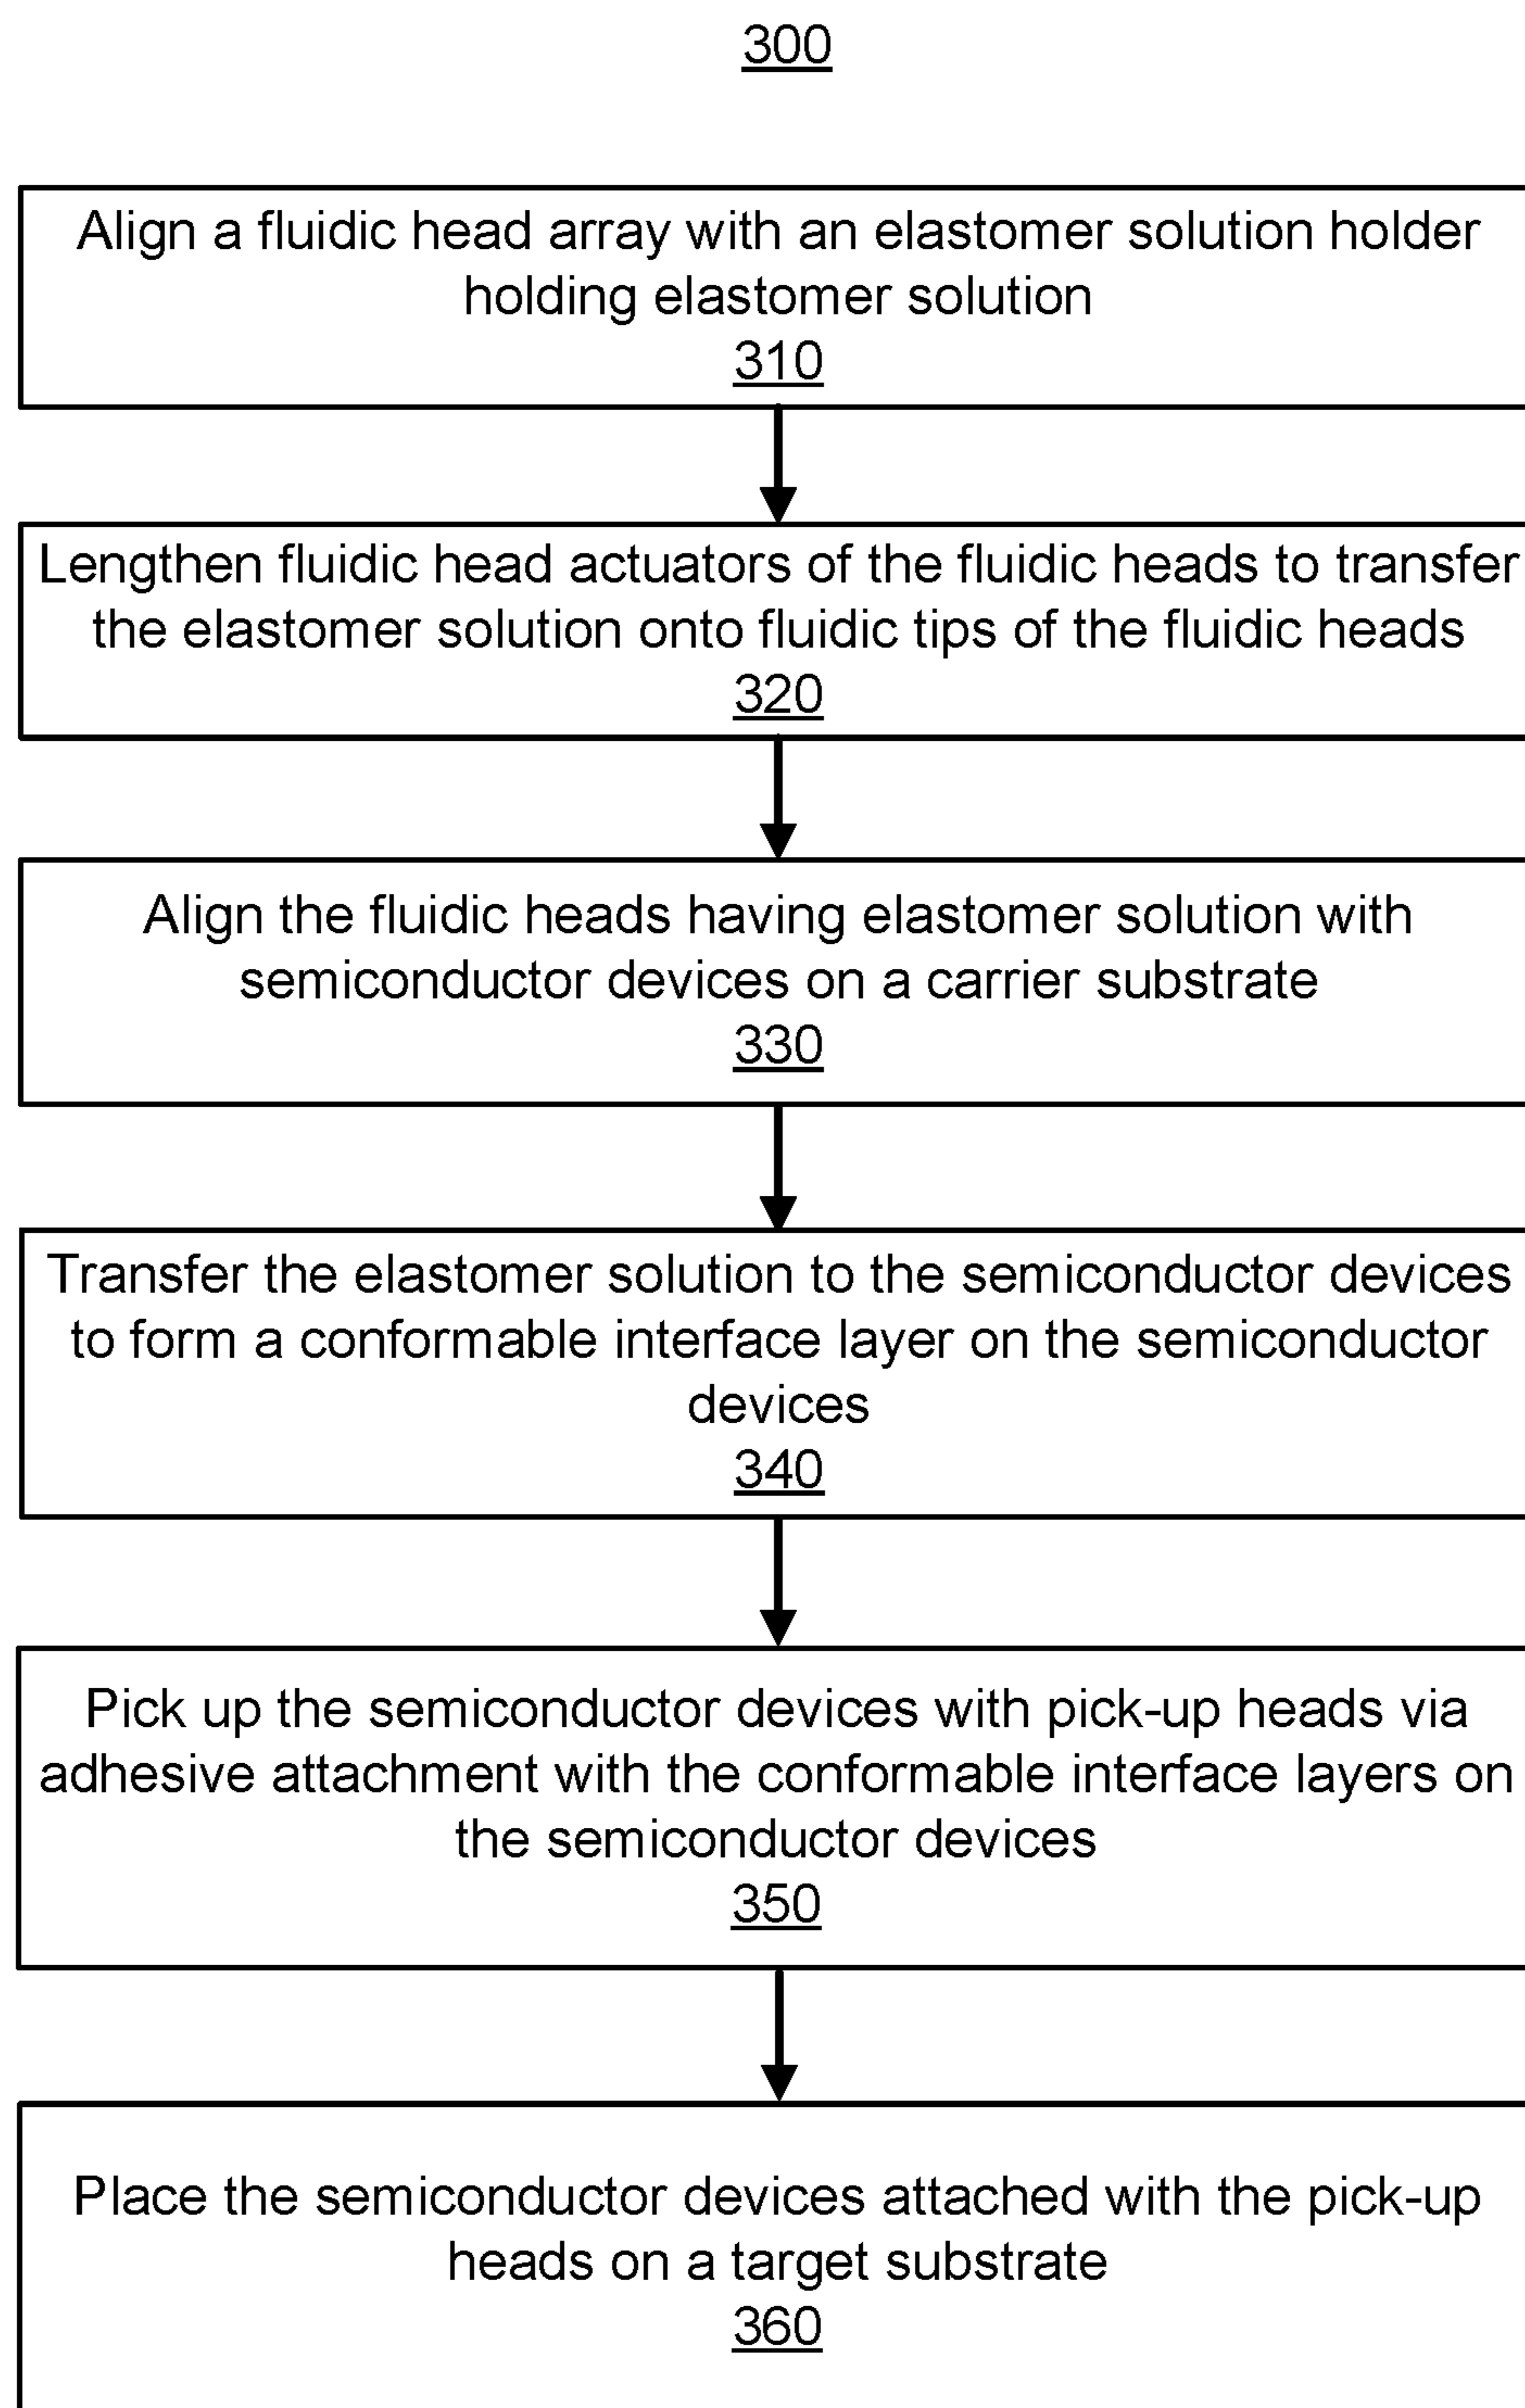 300
Align a fluidic head array with an elastomer solution holder
holding elastomer solution
310
Lengthen fluidic head actuators of the fluidic heads to transfer
the elastomer solution onto fluidic tips of the fluidic heads
320
Align the fluidic heads having elastomer solution with
semiconductor devices on a carrier substrate
330
Transfer the elastomer solution to the semiconductor devices
to form a conformable interface layer on the semiconductor
devices
340
Pick up the semiconductor devices with pick-up heads via
adhesive attachment with the conformable interface layers on
the semiconductor devices
350
Place the semiconductor devices attached with the pick-up
heads on a target substrate
360